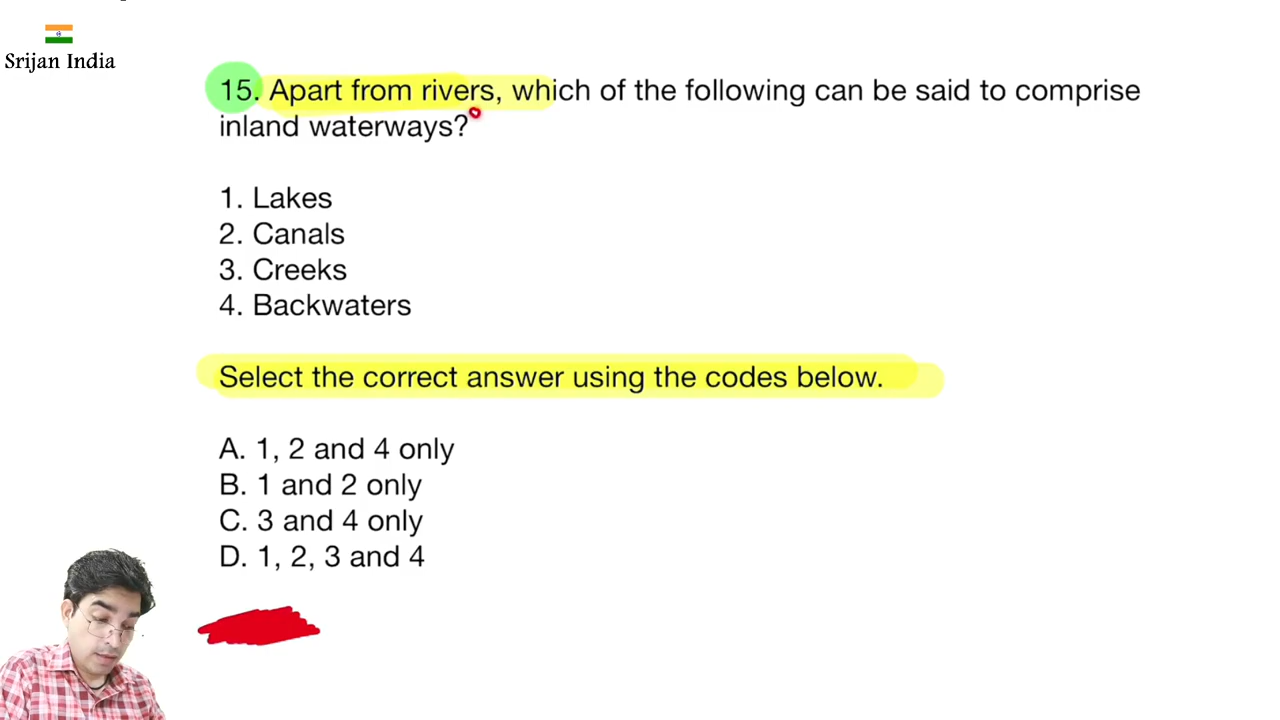 Srijan India
15. Apart from rivers, which of the following can be said to comprise
inland waterways?
1. Lakes
2. Canals
3. Creeks
4. Backwaters
Select the correct answer using the codes below.
A. 1, 2 and 4 only
B. 1 and 2 only
C. 3 and 4 only
D. 1, 2, 3 and 4